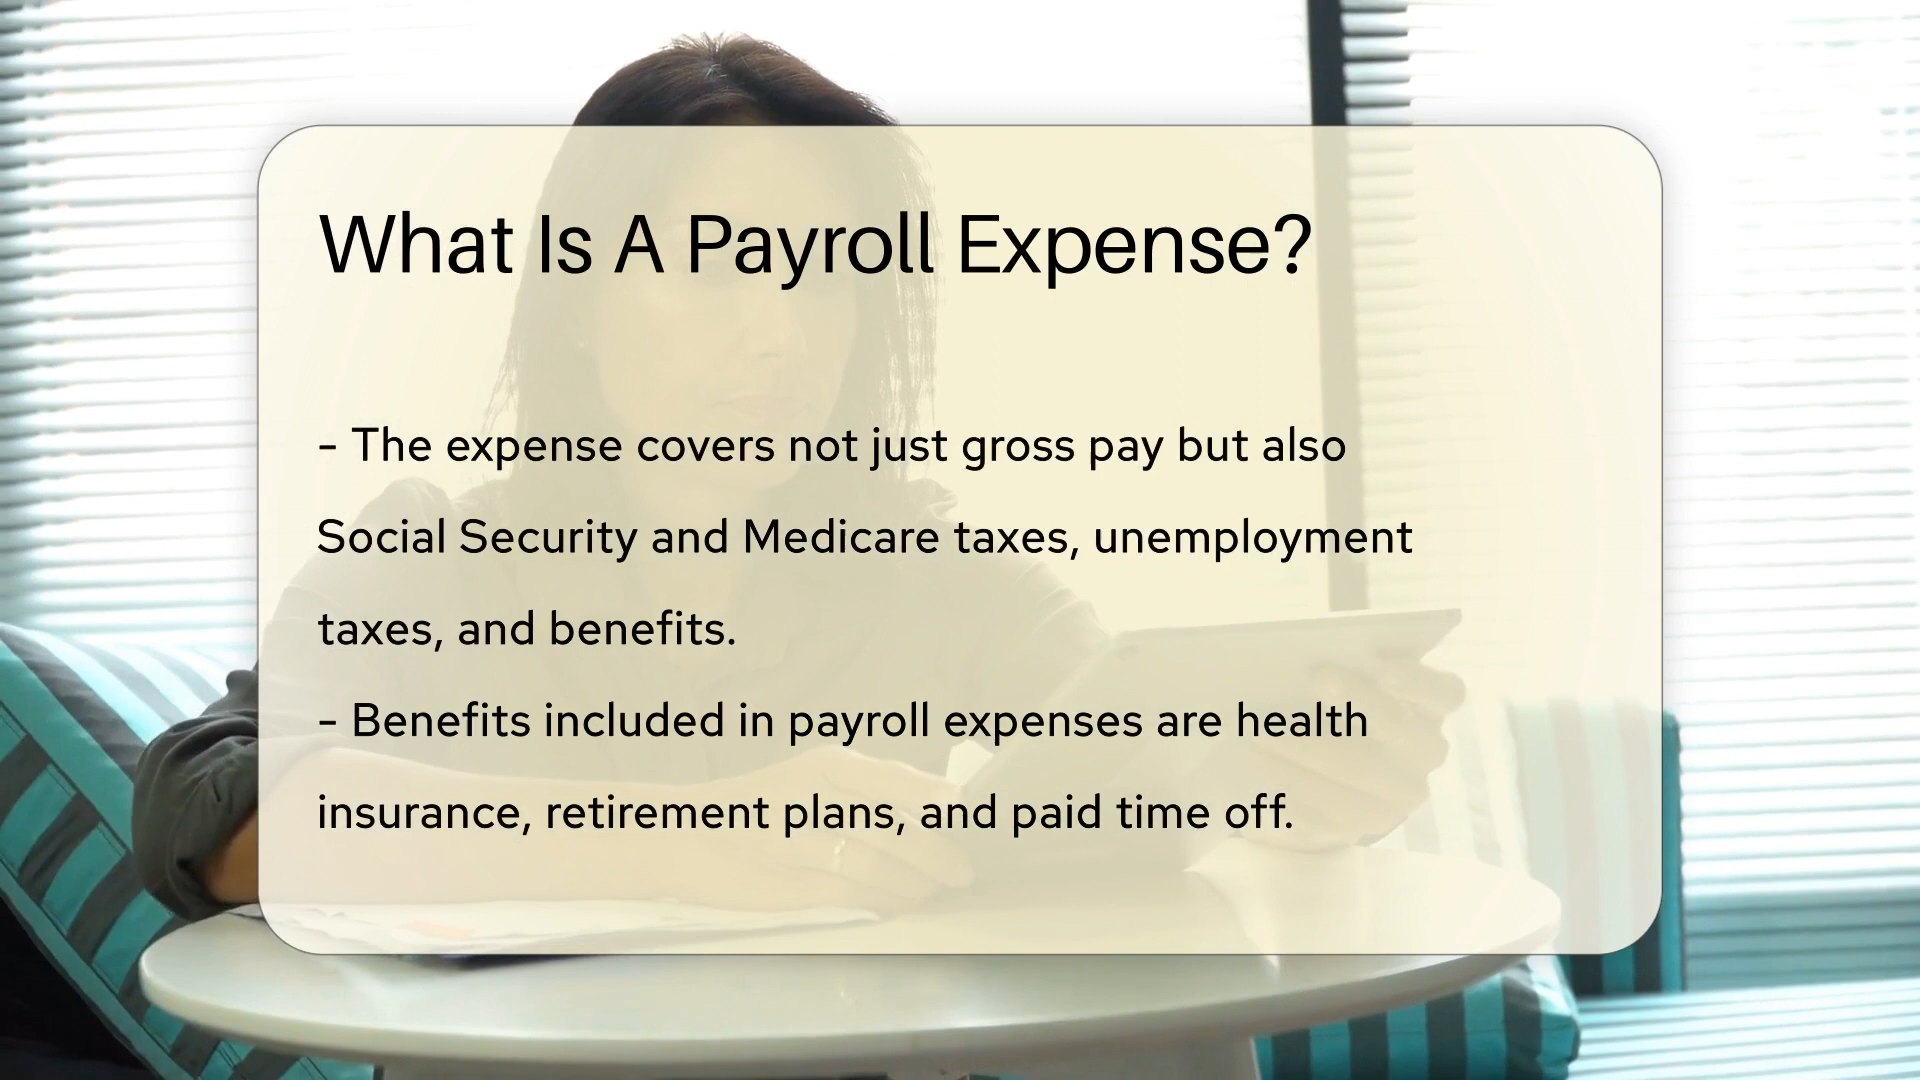 What Is A Payroll Expense?
- The expense covers not just gross pay but also
Social Security and Medicare taxes, unemployment
taxes, and benefits.
- Benefits included in payroll expenses are health
insurance, retirement plans, and paid time off.